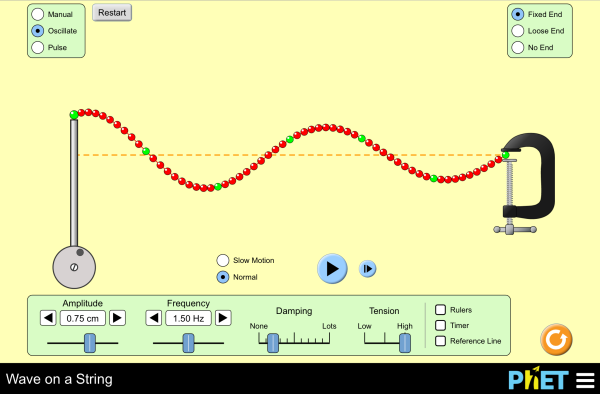 Manual
Oscillate
Pulse
Restart
Fixed End
Loose End
No End
Slow Motion
Normal
Amplitude
0.75 cm
Frequency
1.50 Hz
Damping
None
Lots
Tension
Low
High
Rulers
Timer
Reference Line
Wave on a String
PhET